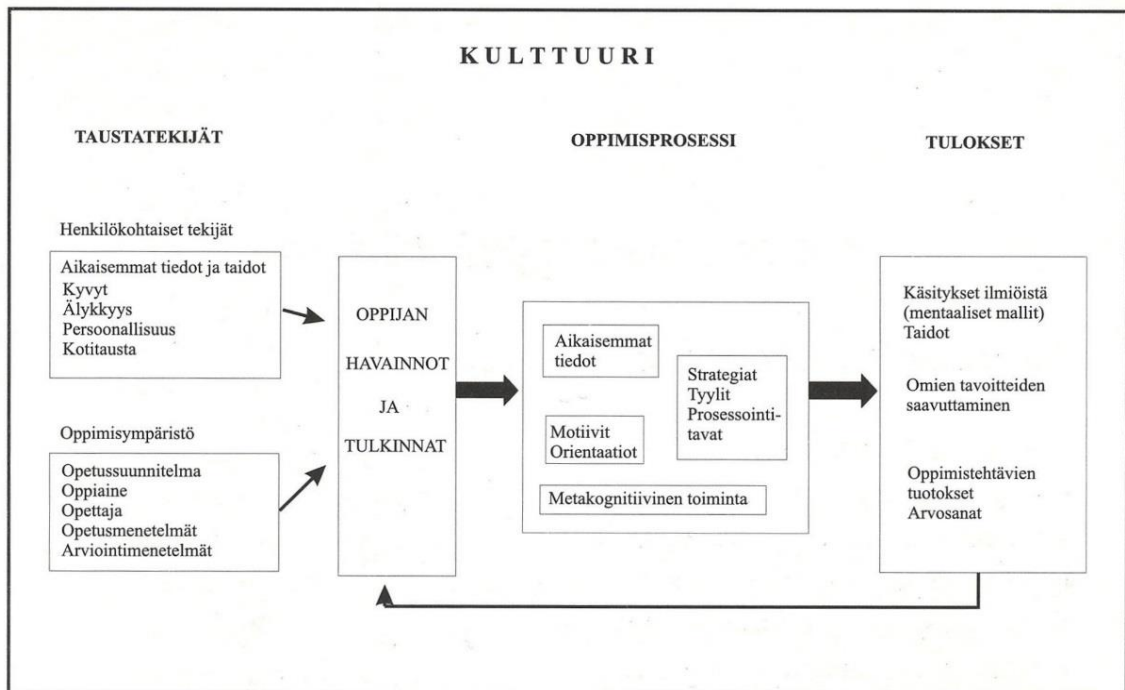 KULTTUURI
TAUSTATEKIJÄT
OPPIMISPROSESSI
TULOKSET
Henkilökohtaiset tekijät
Aikaisemmat tiedot ja taidot
Kyvyt
Älykkyys
Persoonallisuus
Kotitausta
Oppimisympäristö
Opetussuunnitelma
Oppiaine
Opettaja
Opetusmenetelmät
Arviointimenetelmät
OPPIJAN
HAVAINNOT
JA
TULKINNAT
Aikaisemmat
tiedot
Motiivit
Orientaatiot
Strategiat
Tyylit
Prosessointi-
tavat
Metakognitiivinen toiminta
Käsitykset ilmiöistä
(mentaaliset mallit)
Taidot
Omien tavoitteiden
saavuttaminen
Oppimistehtävien
tuotokset
Arvosanat